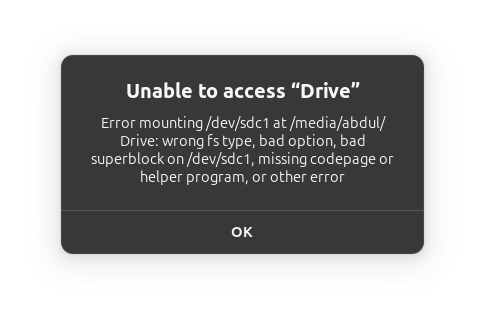 Unable to access “Drive”
Error mounting /dev/sdc1 at /media/abdul/
Drive: wrong fs type, bad option, bad
superblock on /dev/sdc1, missing codepage or
helper program, or other error
OK